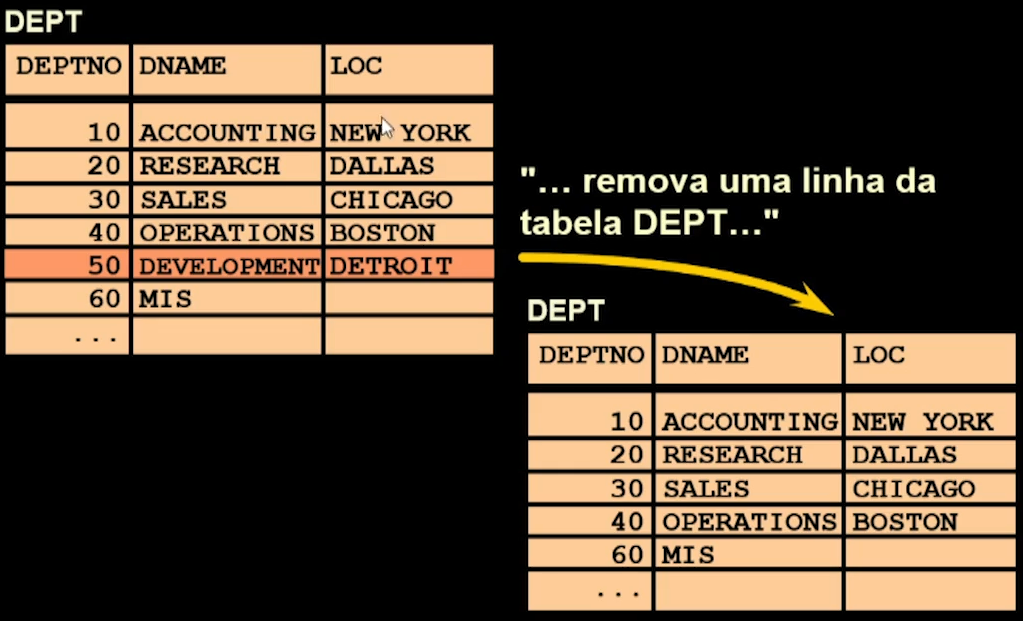 DEPT
DEPTNO DNAME LOC
10 ACCOUNTING NEW YORK
20 RESEARCH DALLAS
30 SALES CHICAGO
40 OPERATIONS BOSTON
50 DEVELOPMENT DETROIT
60 MIS
...
"... remova uma linha da
tabela DEPT..."
DEPT
DEPTNO DNAME LOC
10 ACCOUNTING NEW YORK
20 RESEARCH DALLAS
30 SALES CHICAGO
40 OPERATIONS BOSTON
60 MIS
...